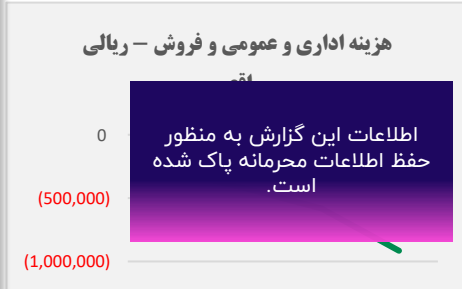 هزینه اداری و عمومی و فروش – ریالی
0
(500,000)
(1,000,000)
اطلاعات این گزارش به منظور
حفظ اطلاعات محرمانه پاک شده
است.